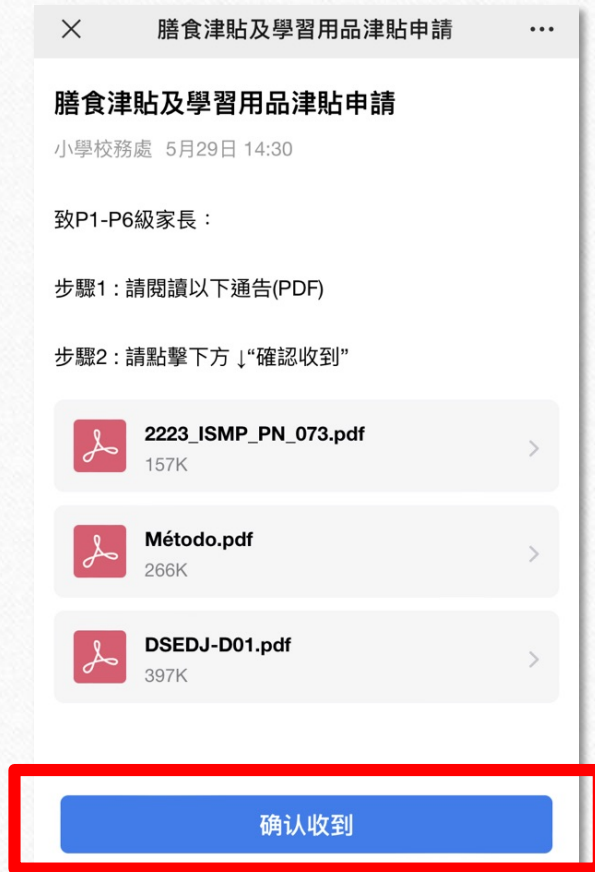 膳食津貼及學習用品津貼申請
膳食津貼及學習用品津貼申請
小學校務處 5月29日 14:30
致P1-P6級家長：
步驟1 : 請閱讀以下通告(PDF)
步驟2 : 請點擊下方 ↓“確認收到”
2223_ISMP_PN_073.pdf
157K
Método.pdf
266K
DSEDJ-D01.pdf
397K
确认收到